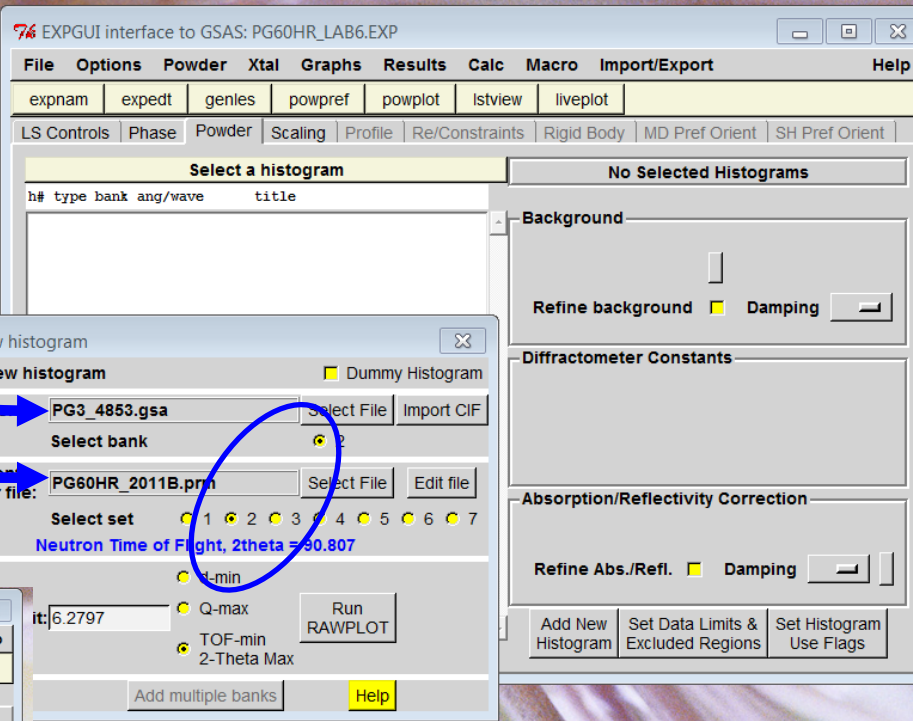 7% EXPGUI interface to GSAS: PG60HR_LAB6.EXP
File Options Powder Xtal Graphs Results Calc Macro Import/Export Help
expnam expedt genles powpref powplot lstview liveplot
LS Controls Phase Powder Scaling Profile Re/Constraints Rigid Body MD Pref Orient SH Pref Orient
Select a histogram
No Selected Histograms
h# type bank ang/wave title
Background
Refine background Damping
Diffractometer Constants
Absorption/Reflectivity Correction
Refine Abs./Refl. Damping
Add New Histogram
Set Data Limits & Excluded Regions
Set Histogram Use Flags
histogram
histogram Dummy Histogram
PG3_4853.gsa Select File Import CIF
Select bank 2
file: PG60HR_2011B.prm Select File Edit file
Select set 1 2 3 4 5 6 7
Neutron Time of Flight, 2theta = 90.807
d-min
6.2797 Q-max
Run RAWPLOT
TOF-min
2-Theta Max
Add multiple banks Help